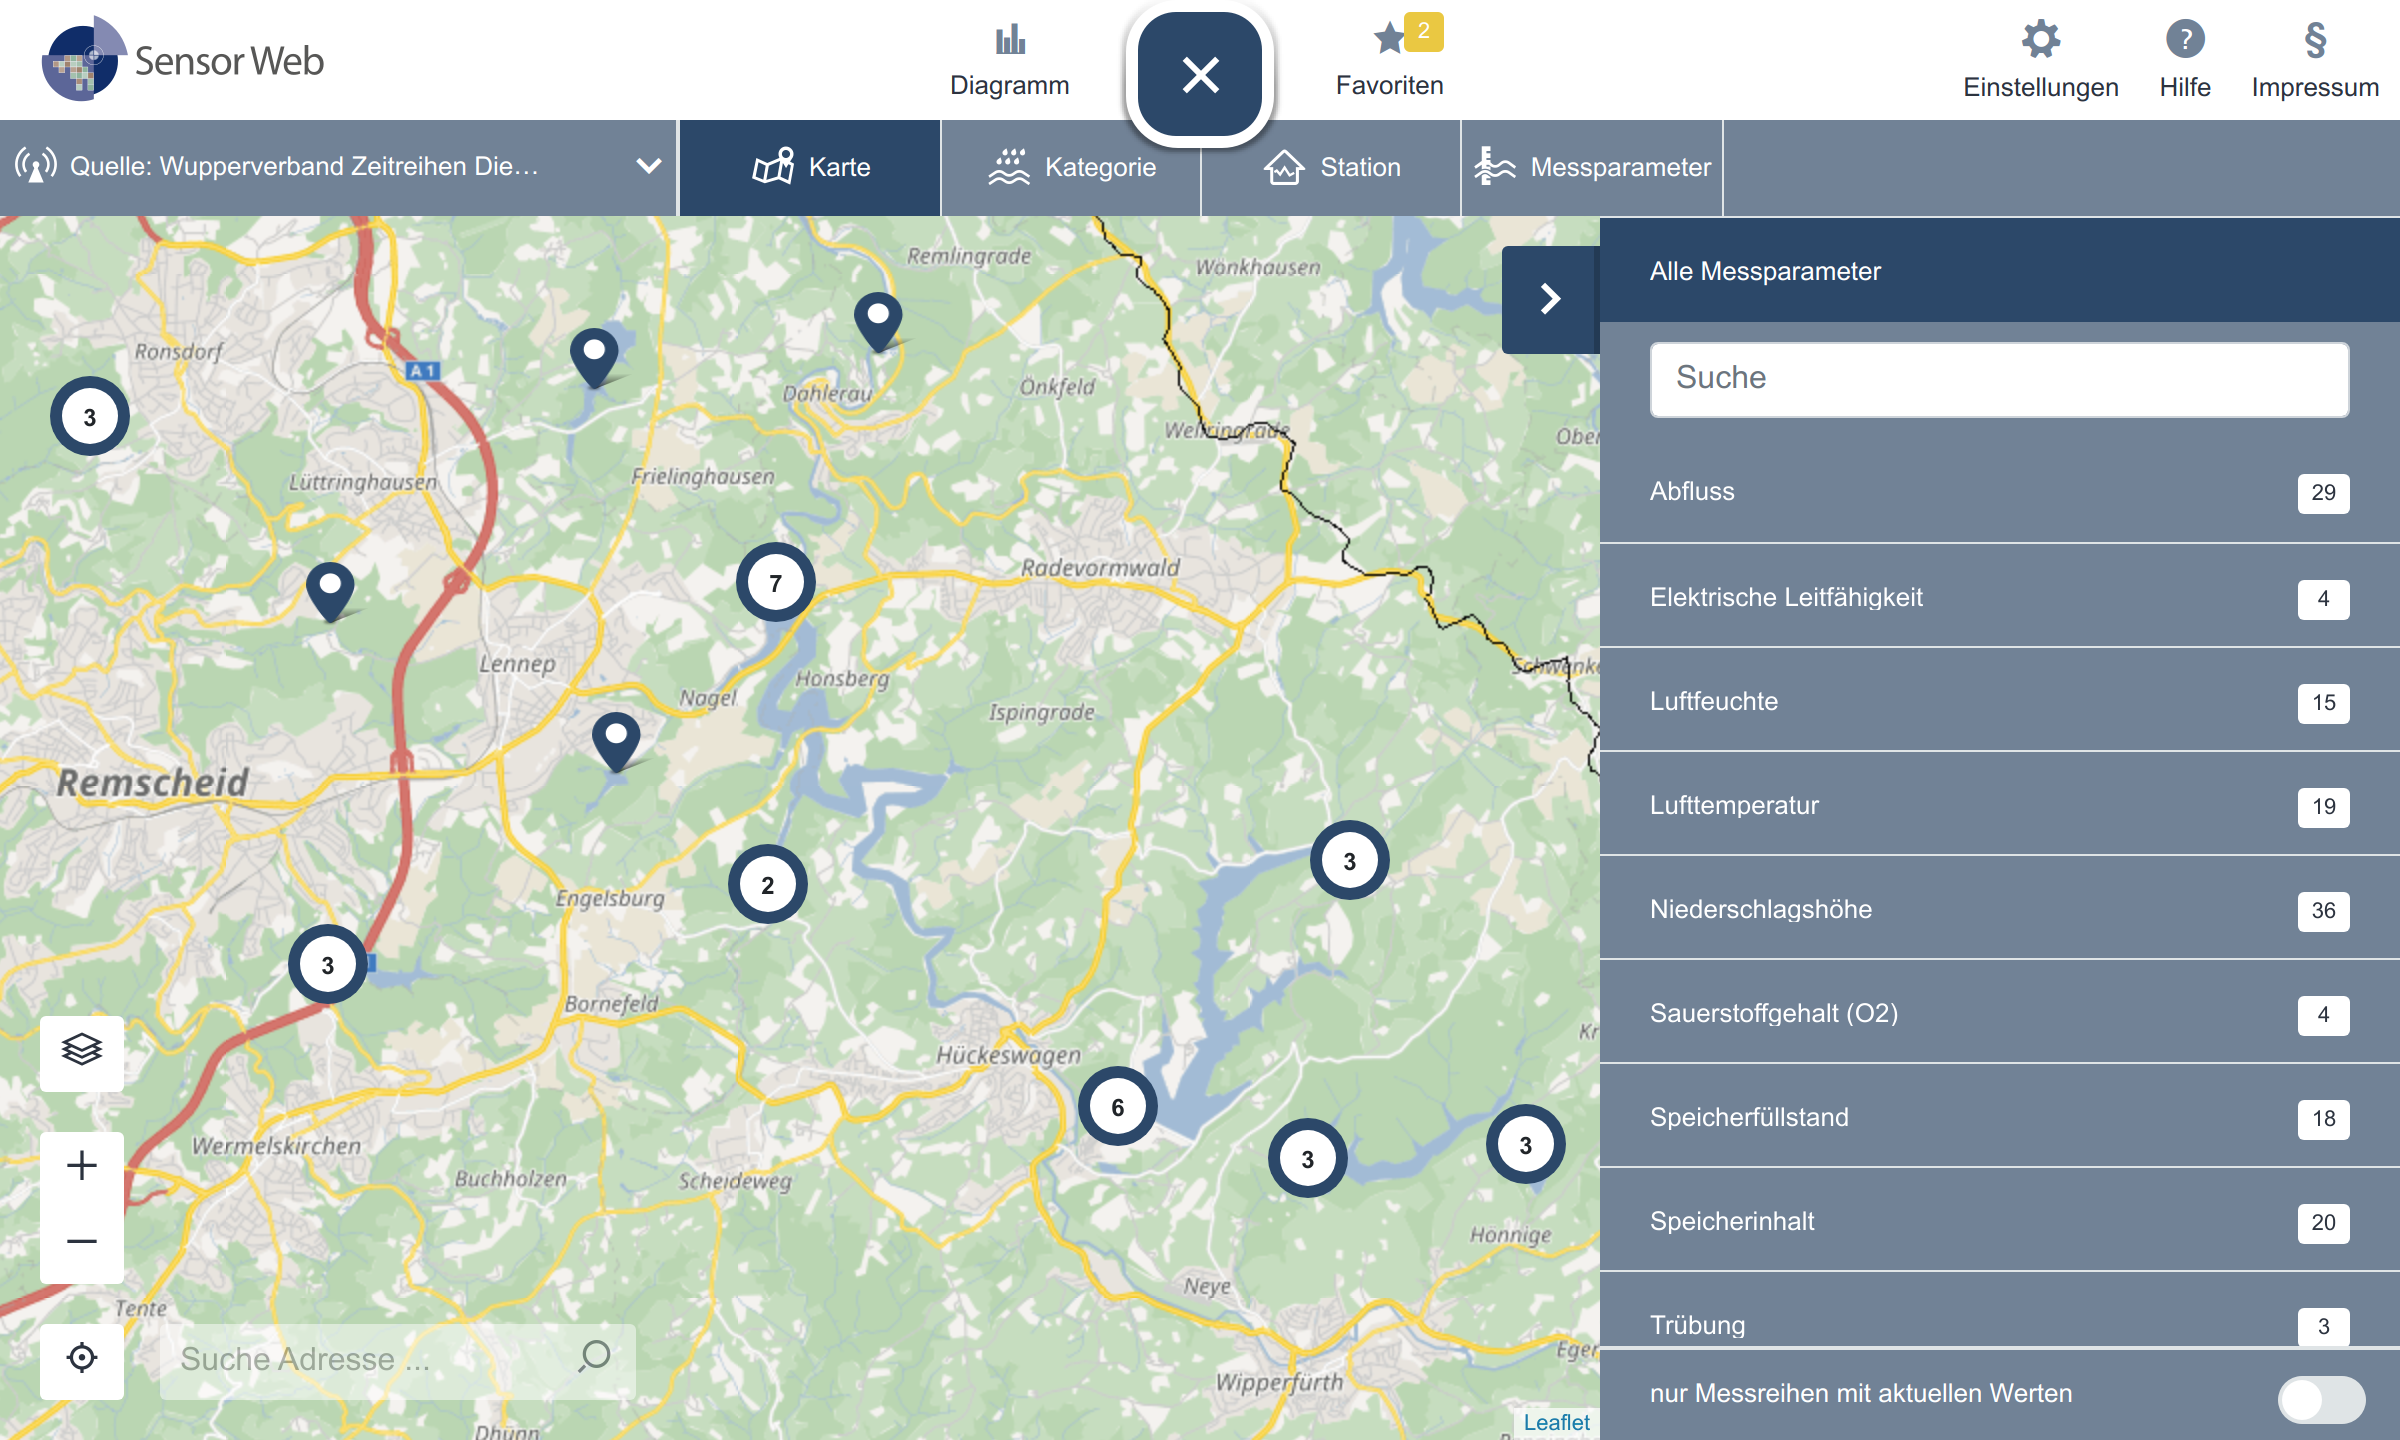 Sensor Web
Diagramm
Favoriten
2
Einstellungen
Hilfe
?
§
Impressum
Quelle: Wupperverband Zeitreihen Die…
Karte
Kategorie
Station
Messparameter
Remlingrade
Wönkhausen
Ronsdorf
A 1
Dahlerau
Önkfeld
3
Wellringrade
Lüttringhausen
Frielinghausen
7
Radevormwald
Lennep
Nagel
Honsberg
Ispingrade
Remscheid
3
2
Engelsburg
3
Bornefeld
Hückeswagen
6
3
3
Wermelskirchen
Buchholzen
Scheideweg
Hönnige
Neye
Tente
Wipperfürth
Dhünn
Suche Adresse ...
Leaflet
Alle Messparameter
Suche
Abfluss 29
Elektrische Leitfähigkeit 4
Luftfeuchte 15
Lufttemperatur 19
Niederschlagshöhe 36
Sauerstoffgehalt (O2) 4
Speicherfüllstand 18
Speicherinhalt 20
Trübung 3
nur Messreihen mit aktuellen Werten